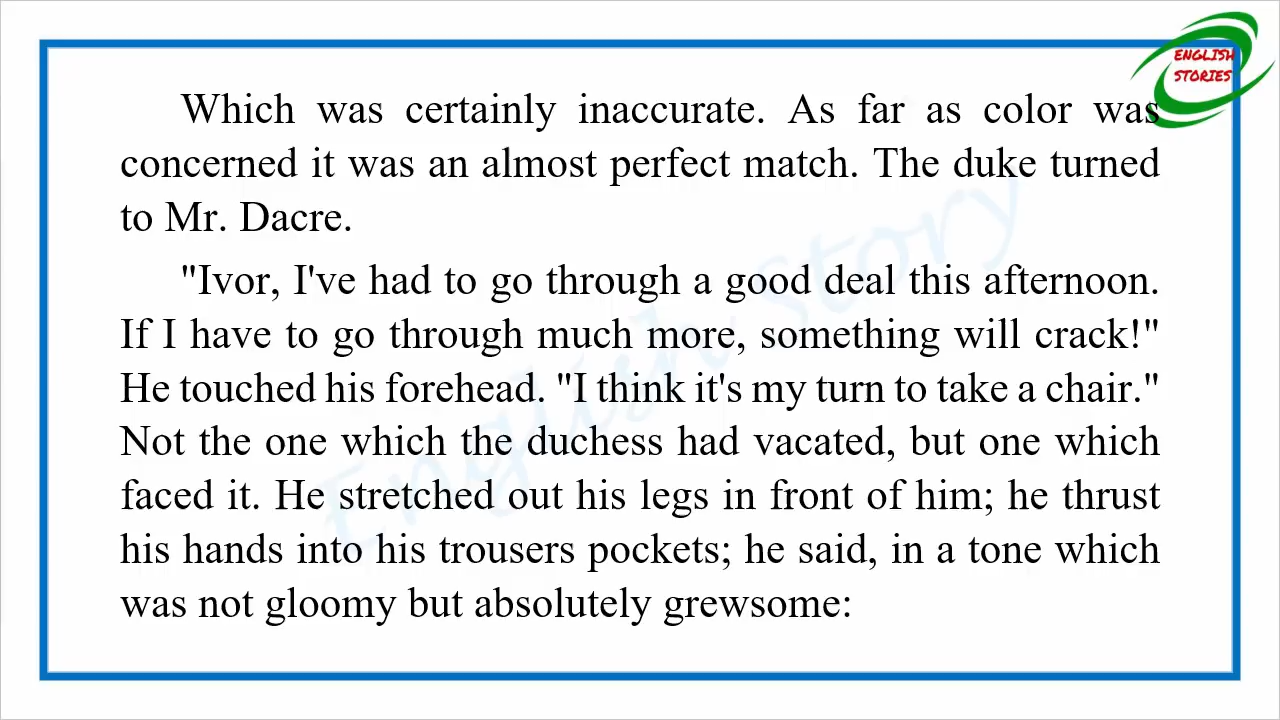 ENGLISH
STORIES
Which was certainly inaccurate. As far as color was
concerned it was an almost perfect match. The duke turned
to Mr. Dacre.
"Ivor, I've had to go through a good deal this afternoon.
If I have to go through much more, something will crack!"
He touched his forehead. "I think it's my turn to take a chair."
Not the one which the duchess had vacated, but one which
faced it. He stretched out his legs in front of him; he thrust
his hands into his trousers pockets; he said, in a tone which
was not gloomy but absolutely grewsome:
English Story